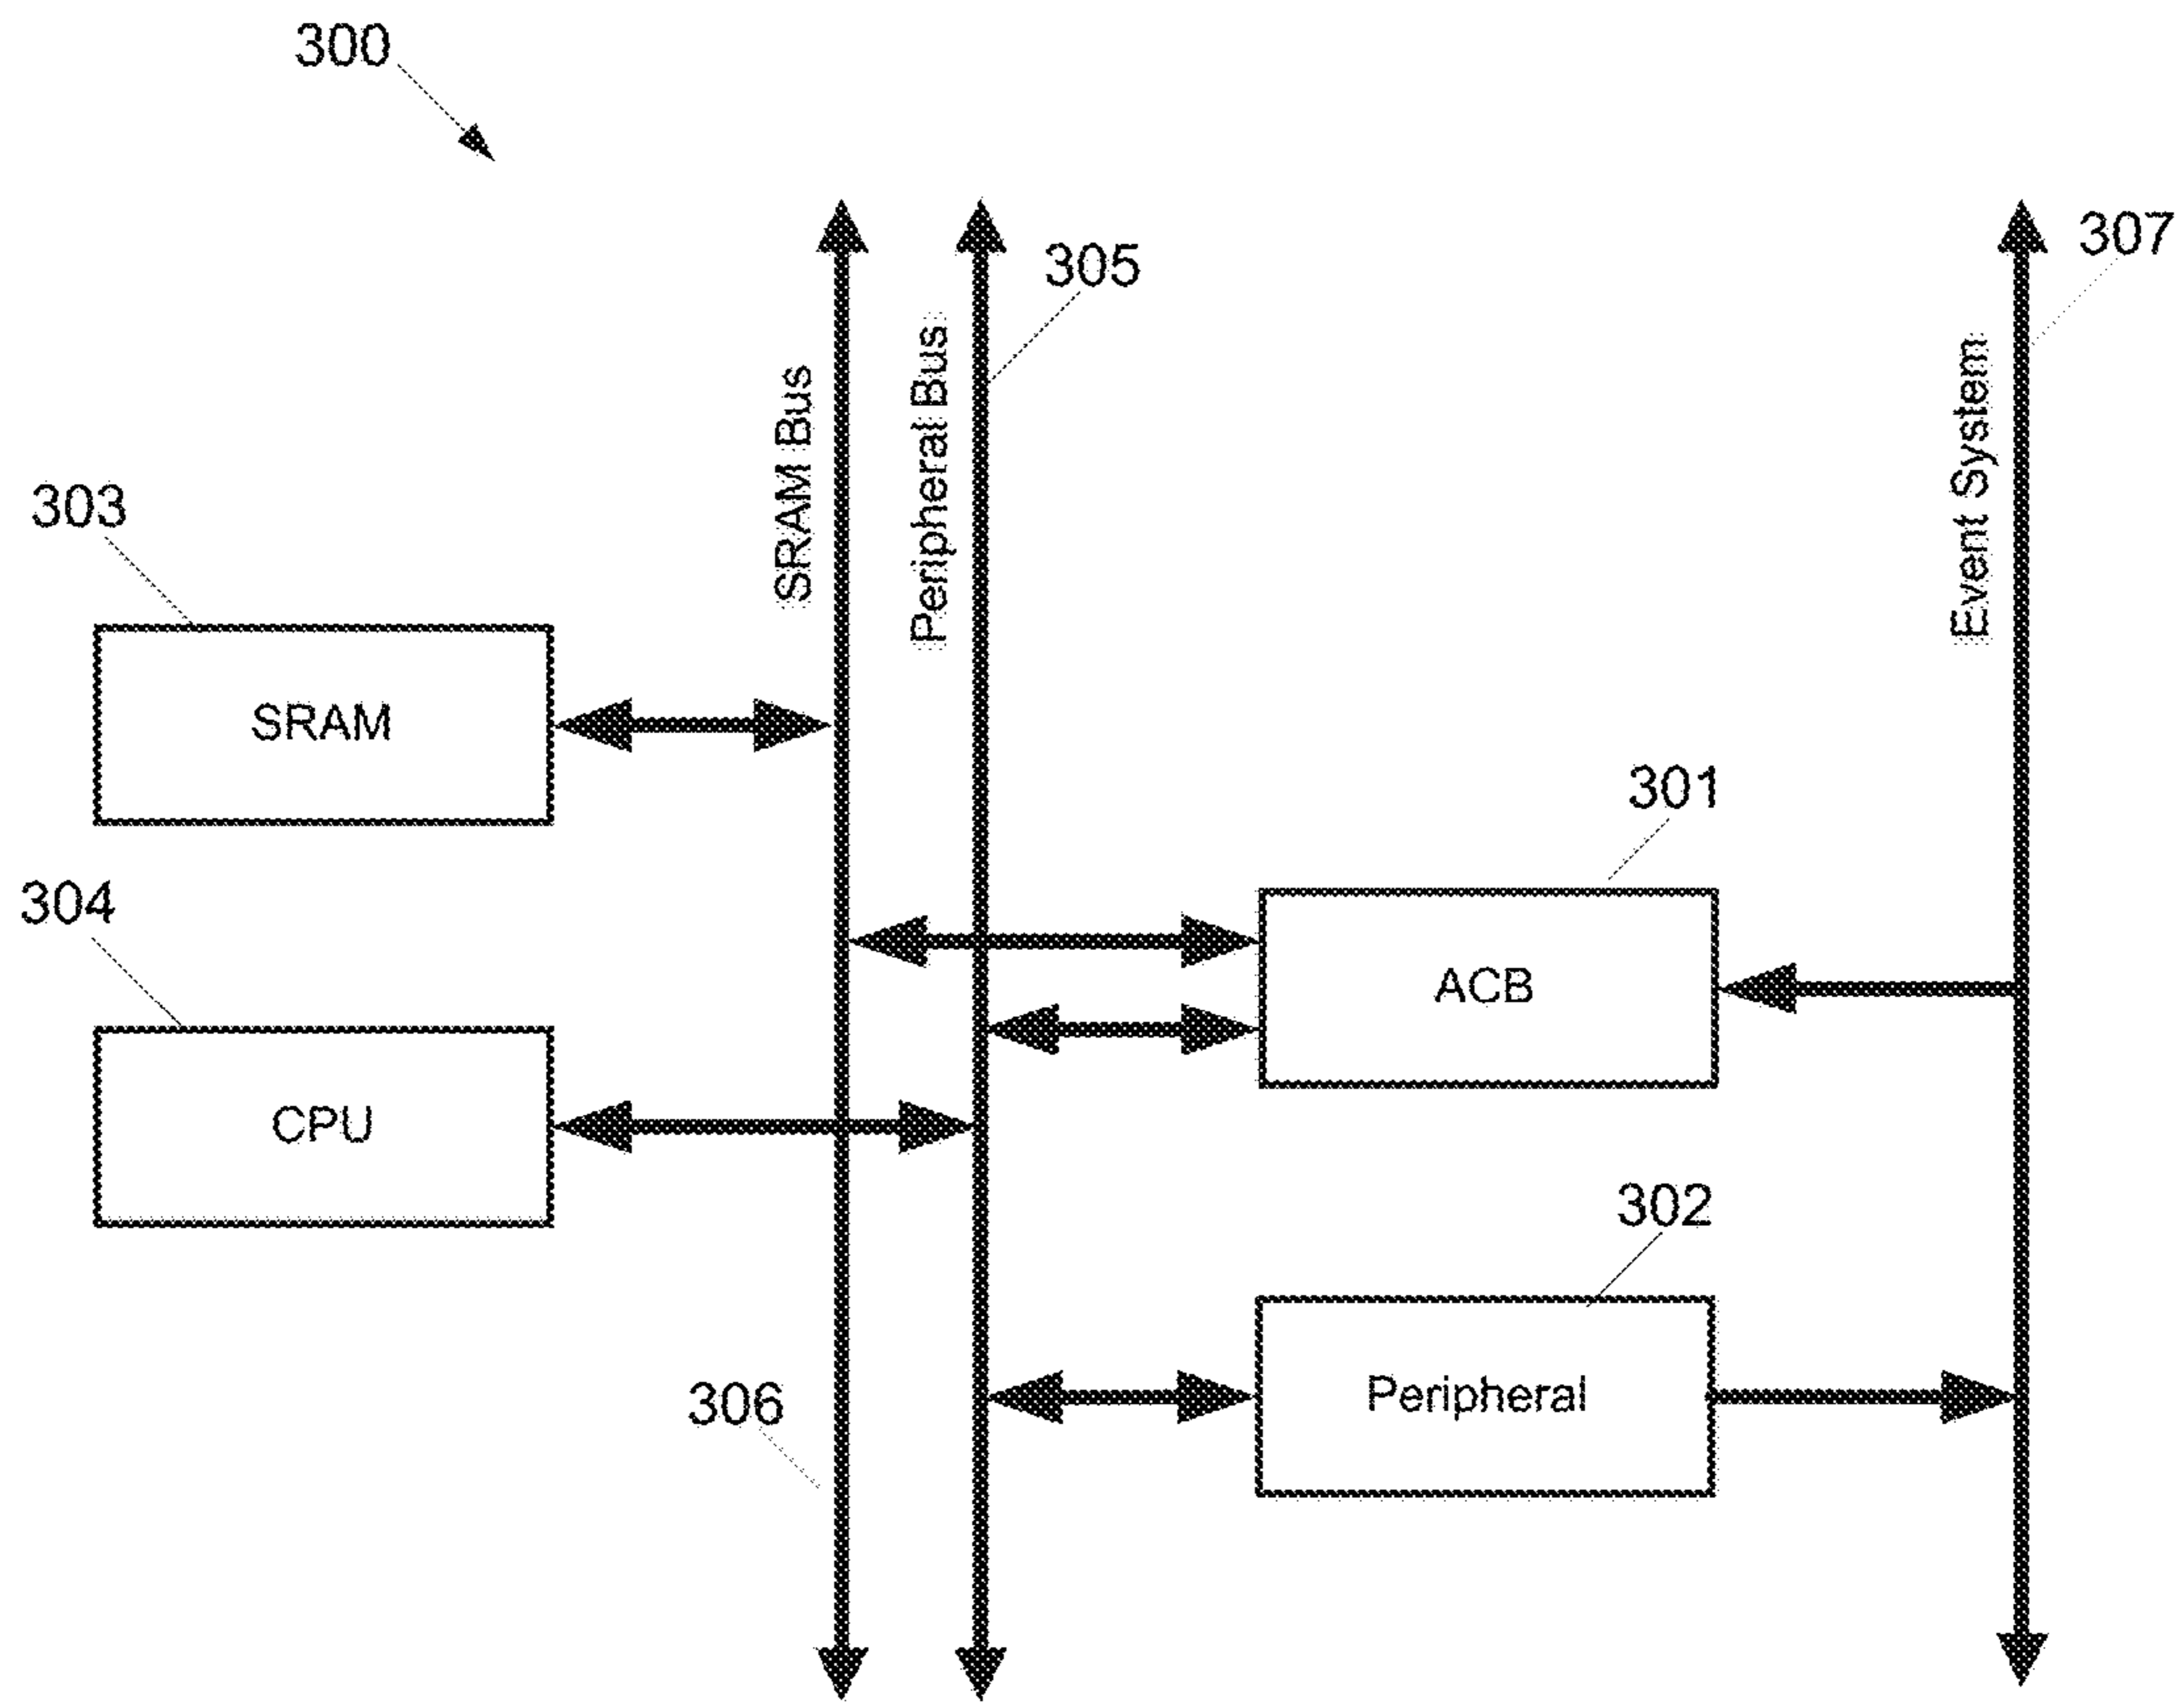 300
307
305
SRAM Bus
Peripheral Bus
Event System
303
SRAM
301
304
ACB
CPU
302
306
Peripheral